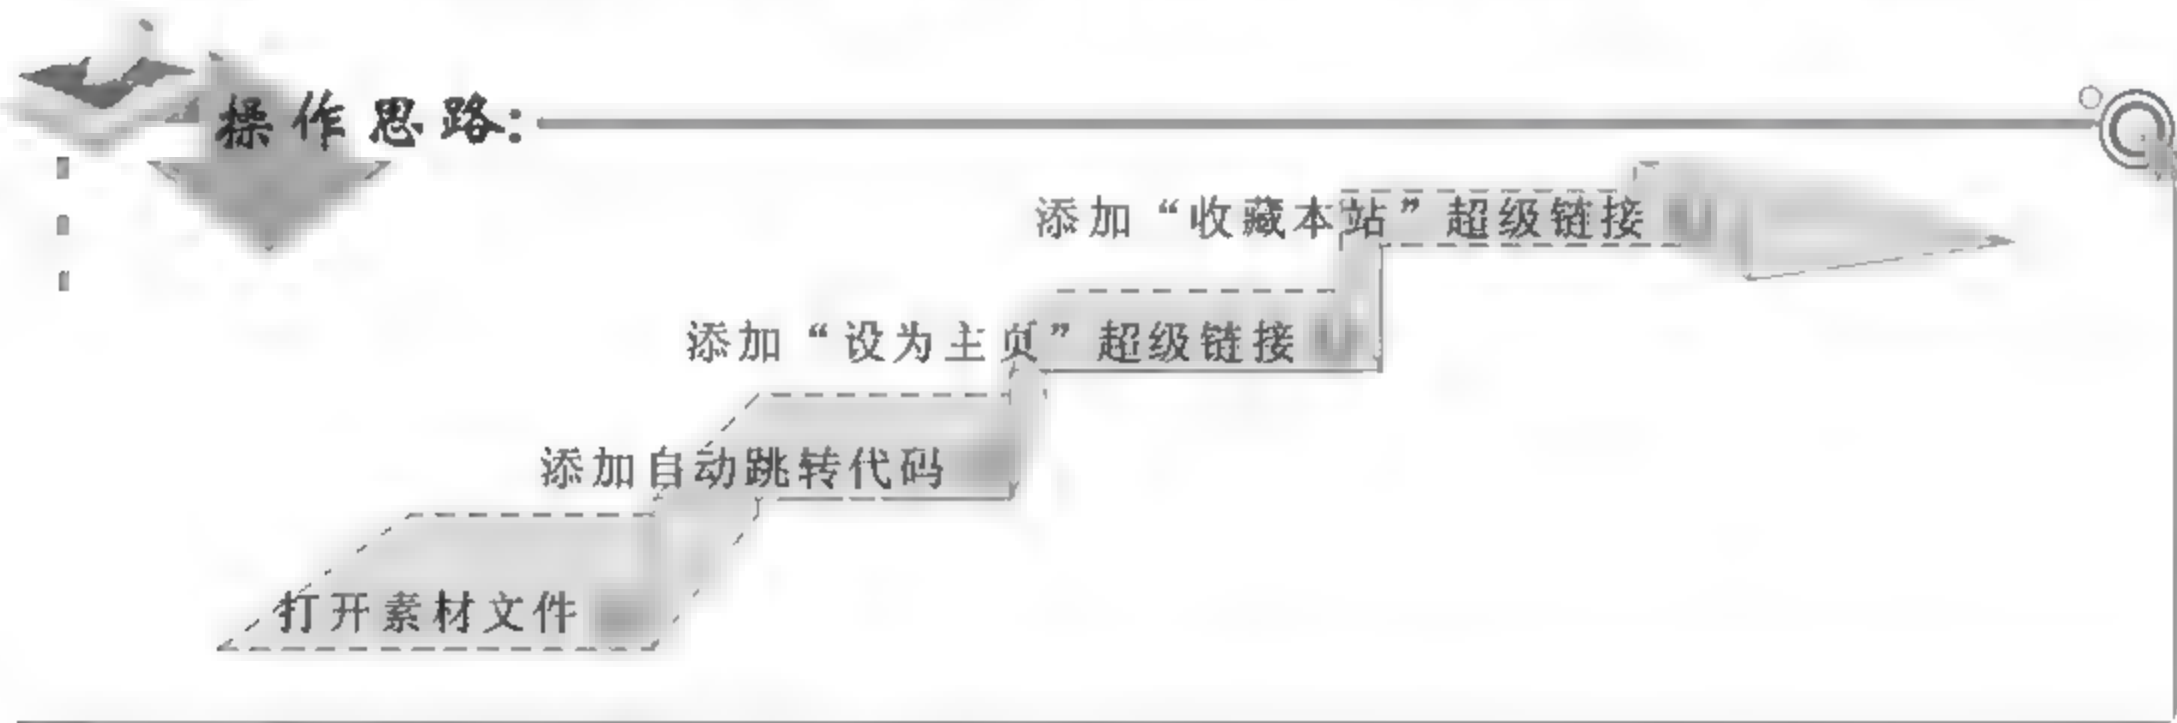 操作思路:
添加“收藏本站”超级链接
添加“设为主页”超级链接
添加自动跳转代码
打开素材文件